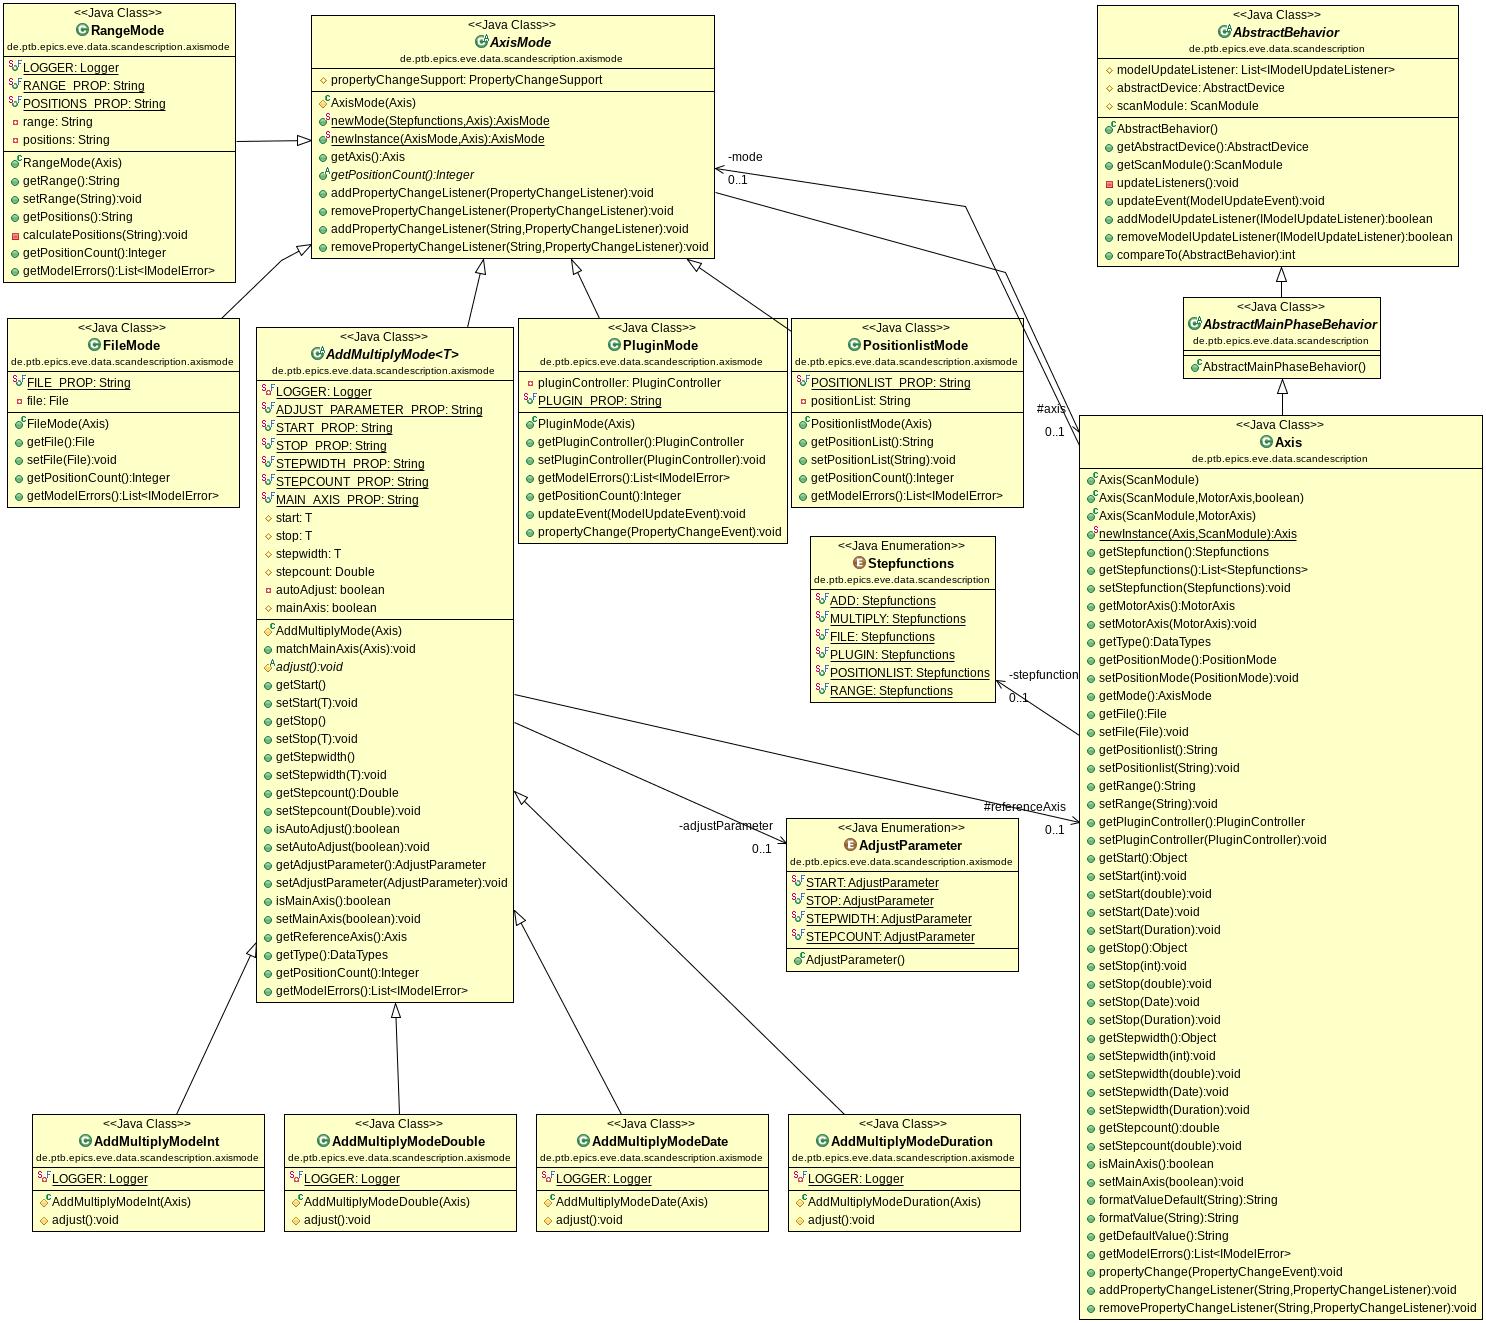 <<Java Class>>
RangeMode
de.ptb.epics.eve.data.scandescription.axismode
LOGGER: Logger
RANGE_PROP: String
POSITIONS_PROP: String
range: String
positions: String
RangeMode(Axis)
getRange():String
setRange(String):void
getPositions():String
calculatePositions(String):void
getPositionCount():Integer
getModelErrors():List<IModelError>
<<Java Class>>
AxisMode
de.ptb.epics.eve.data.scandescription.axismode
propertyChangeSupport: PropertyChangeSupport
AxisMode(Axis)
newMode(Stepfunctions,Axis):AxisMode
newInstance(AxisMode,Axis):AxisMode
getAxis():Axis
getPositionCount():Integer
addPropertyChangeListener(PropertyChangeListener):void
removePropertyChangeListener(PropertyChangeListener):void
addPropertyChangeListener(String,PropertyChangeListener):void
removePropertyChangeListener(String,PropertyChangeListener):void
-mode
0..1
<<Java Class>>
AbstractBehavior
de.ptb.epics.eve.data.scandescription
modelUpdateListener: List<IModelUpdateListener>
abstractDevice: AbstractDevice
scanModule: ScanModule
AbstractBehavior()
getAbstractDevice():AbstractDevice
getScanModule():ScanModule
updateListeners():void
updateEvent(ModelUpdateEvent):void
addModelUpdateListener(IModelUpdateListener):boolean
removeModelUpdateListener(IModelUpdateListener):boolean
compareTo(AbstractBehavior):int
<<Java Class>>
AbstractMainPhaseBehavior
de.ptb.epics.eve.data.scandescription
AbstractMainPhaseBehavior()
<<Java Class>>
FileMode
de.ptb.epics.eve.data.scandescription.axismode
FILE_PROP: String
file: File
FileMode(Axis)
getFile():File
setFile(File):void
getPositionCount():Integer
getModelErrors():List<IModelError>
<<Java Class>>
AddMultiplyMode<T>
de.ptb.epics.eve.data.scandescription.axismode
LOGGER: Logger
ADJUST_PARAMETER_PROP: String
START_PROP: String
STOP_PROP: String
STEPWIDTH_PROP: String
STEPCOUNT_PROP: String
MAIN_AXIS_PROP: String
start: T
stop: T
stepwidth: T
stepcount: Double
autoAdjust: boolean
mainAxis: boolean
AddMultiplyMode(Axis)
matchMainAxis(Axis):void
adjust():void
getStart()
setStart(T):void
getStop()
setStop(T):void
getStepwidth()
setStepwidth(T):void
getStepcount():Double
setStepcount(Double):void
isAutoAdjust():boolean
setAutoAdjust(boolean):void
getAdjustParameter():AdjustParameter
setAdjustParameter(AdjustParameter):void
isMainAxis():boolean
setMainAxis(boolean):void
getReferenceAxis():Axis
getType():DataTypes
getPositionCount():Integer
getModelErrors():List<IModelError>
<<Java Class>>
PluginMode
de.ptb.epics.eve.data.scandescription.axismode
pluginController: PluginController
PLUGIN_PROP: String
PluginMode(Axis)
getPluginController():PluginController
setPluginController(PluginController):void
getModelErrors():List<IModelError>
getPositionCount():Integer
updateEvent(ModelUpdateEvent):void
propertyChange(PropertyChangeEvent):void
<<Java Class>>
PositionlistMode
de.ptb.epics.eve.data.scandescription.axismode
POSITIONLIST_PROP: String
positionList: String
PositionlistMode(Axis)
getPositionList():String
setPositionList(String):void
getPositionCount():Integer
getModelErrors():List<IModelError>
#axis
0..1
<<Java Class>>
Axis
de.ptb.epics.eve.data.scandescription
Axis(ScanModule)
Axis(ScanModule,MotorAxis,boolean)
Axis(ScanModule,MotorAxis)
newInstance(Axis,ScanModule):Axis
getStepfunction():Stepfunctions
getStepfunctions():List<Stepfunctions>
setStepfunction(Stepfunctions):void
getMotorAxis():MotorAxis
setMotorAxis(MotorAxis):void
getType():DataTypes
getPositionMode():PositionMode
setPositionMode(PositionMode):void
getMode():AxisMode
getFile():File
setFile(File):void
getPositionlist():String
setPositionlist(String):void
getRange():String
setRange(String):void
getPluginController():PluginController
setPluginController(PluginController):void
getStart():Object
setStart(int):void
setStart(double):void
setStart(Date):void
setStart(Duration):void
getStop():Object
setStop(int):void
setStop(double):void
setStop(Date):void
setStop(Duration):void
getStepwidth():Object
setStepwidth(int):void
setStepwidth(double):void
setStepwidth(Date):void
setStepwidth(Duration):void
getStepcount():double
setStepcount(double):void
isMainAxis():boolean
setMainAxis(boolean):void
formatValueDefault(String):String
formatValue(String):String
getDefaultValue():String
getModelErrors():List<IModelError>
propertyChange(PropertyChangeEvent):void
addPropertyChangeListener(String,PropertyChangeListener):void
removePropertyChangeListener(String,PropertyChangeListener):void
<<Java Enumeration>>
Stepfunctions
de.ptb.epics.eve.data.scandescription
ADD: Stepfunctions
MULTIPLY: Stepfunctions
FILE: Stepfunctions
PLUGIN: Stepfunctions
POSITIONLIST: Stepfunctions
RANGE: Stepfunctions
-stepfunction
0..1
#referenceAxis
0..1
-adjustParameter
0..1
<<Java Enumeration>>
AdjustParameter
de.ptb.epics.eve.data.scandescription.axismode
START: AdjustParameter
STOP: AdjustParameter
STEPWIDTH: AdjustParameter
STEPCOUNT: AdjustParameter
AdjustParameter()
<<Java Class>>
AddMultiplyModeInt
de.ptb.epics.eve.data.scandescription.axismode
LOGGER: Logger
AddMultiplyModeInt(Axis)
adjust():void
<<Java Class>>
AddMultiplyModeDouble
de.ptb.epics.eve.data.scandescription.axismode
LOGGER: Logger
AddMultiplyModeDouble(Axis)
adjust():void
<<Java Class>>
AddMultiplyModeDate
de.ptb.epics.eve.data.scandescription.axismode
LOGGER: Logger
AddMultiplyModeDate(Axis)
adjust():void
<<Java Class>>
AddMultiplyModeDuration
de.ptb.epics.eve.data.scandescription.axismode
LOGGER: Logger
AddMultiplyModeDuration(Axis)
adjust():void